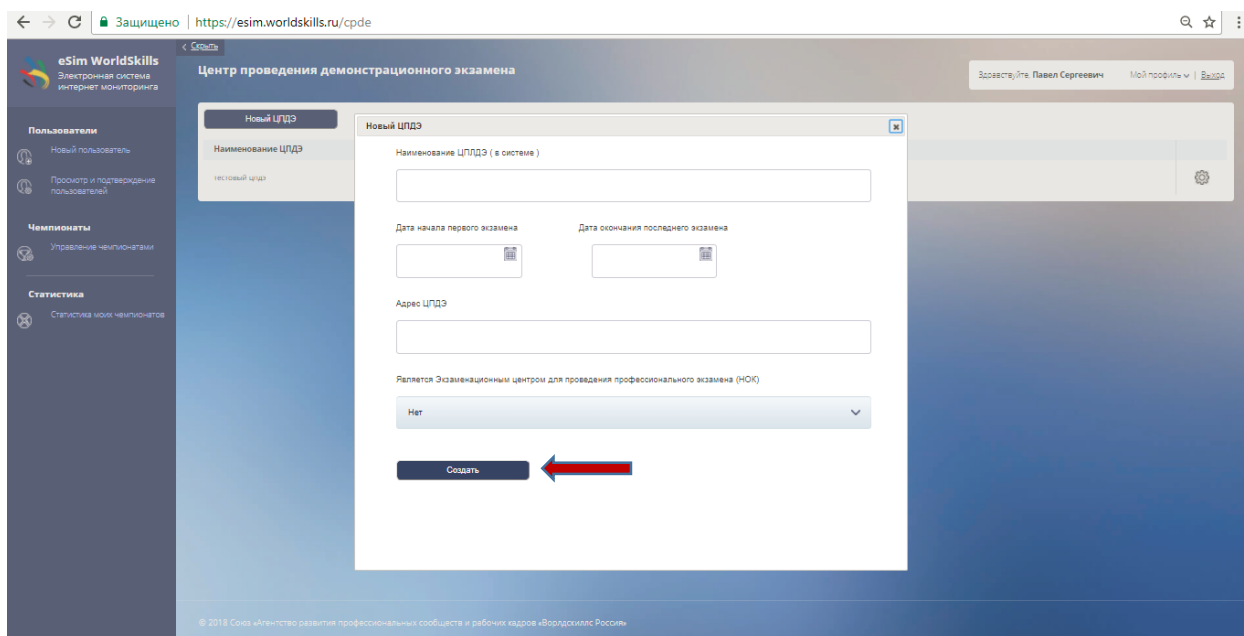 Защищено | https://esim.worldskills.ru/cpde
eSim WorldSkills
Электронная система
интернет мониторинга
< Скрыть
Центр проведения демонстрационного экзамена
Здравствуйте, Павел Сергеевич Мой профиль | Выход
Пользователи
Новый пользователь
Просмотр и подтверждение
пользователей
Чемпионаты
Управление чемпионатами
Статистика
Статистика моих чемпионатов
Новый ЦПДЭ
Наименование ЦПДЭ
тестовый цпдэ
Новый ЦПДЭ
Наименование ЦПЛДЭ ( в системе )
Дата начала первого экзамена Дата окончания последнего экзамена
Адрес ЦПДЭ
Является Экзаменационным центром для проведения профессионального экзамена (НОК)
Нет
Создать
© 2018 Союз «Агентство развития профессиональных сообществ и рабочих кадров «Ворлдскиллс Россия»